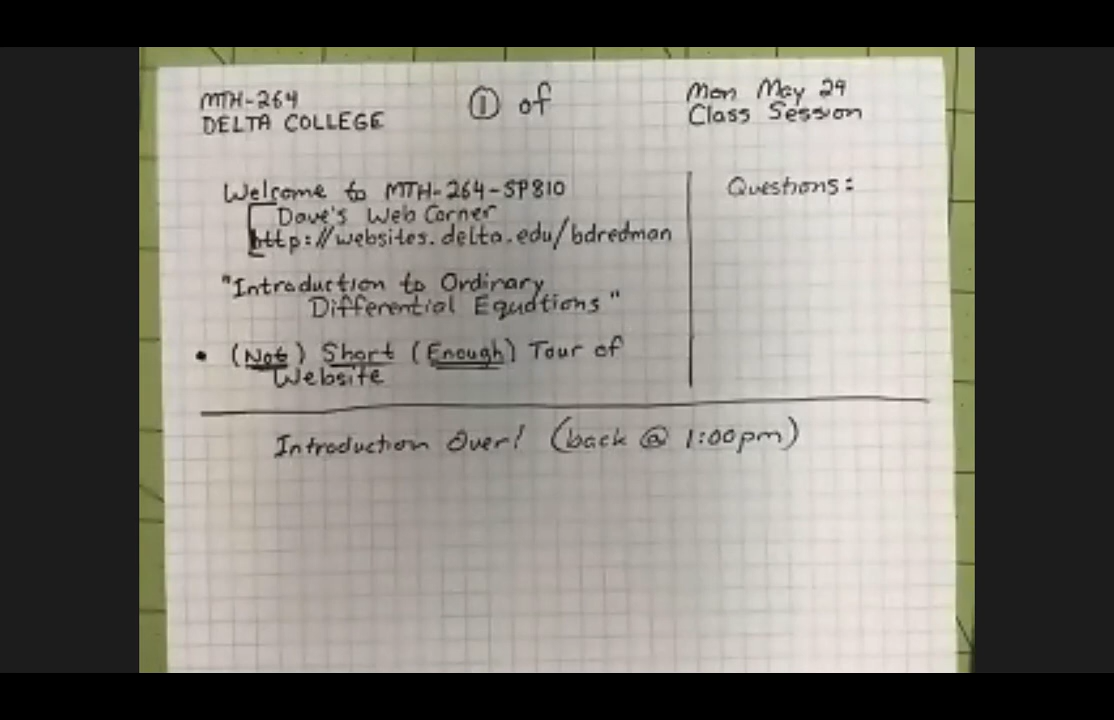 MTH-264
DELTA COLLEGE
① of
Mon May 29
Class Session
Welcome to MTH-264-SP810
Dave's Web Corner
http://websites.delta.edu/bdredman
"Introduction to Ordinary
Differential Equations"
• (Not) Short (Enough) Tour of
Website
Questions:
Introduction Over! (back @ 1:00pm)